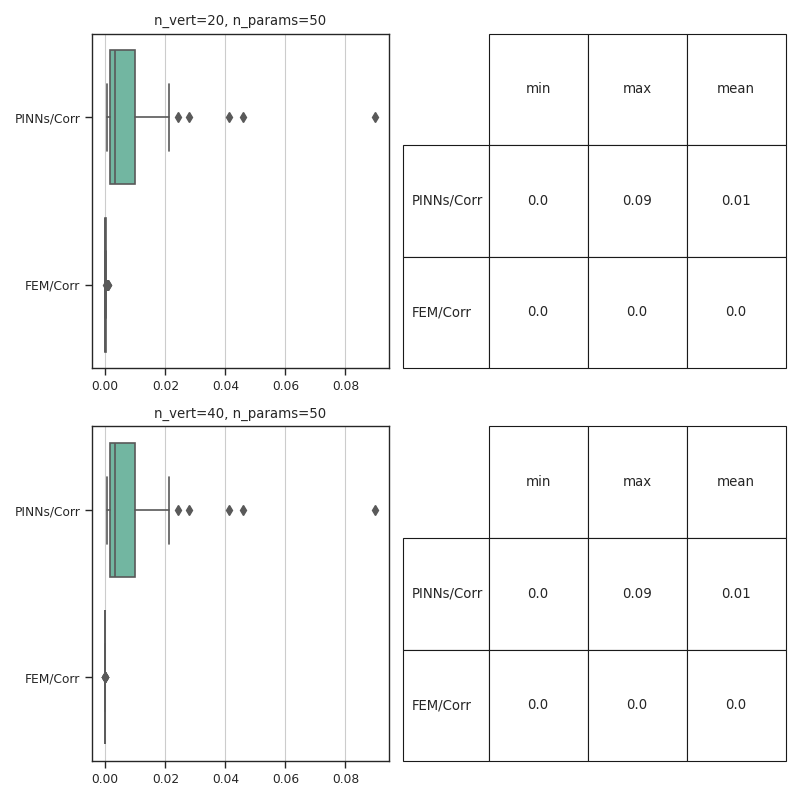 n_vert=20, n_params=50
PINNs/Corr
FEM/Corr
0.00 0.02 0.04 0.06 0.08
min max mean
PINNs/Corr 0.0 0.09 0.01
FEM/Corr 0.0 0.0 0.0
n_vert=40, n_params=50
PINNs/Corr
FEM/Corr
0.00 0.02 0.04 0.06 0.08
min max mean
PINNs/Corr 0.0 0.09 0.01
FEM/Corr 0.0 0.0 0.0